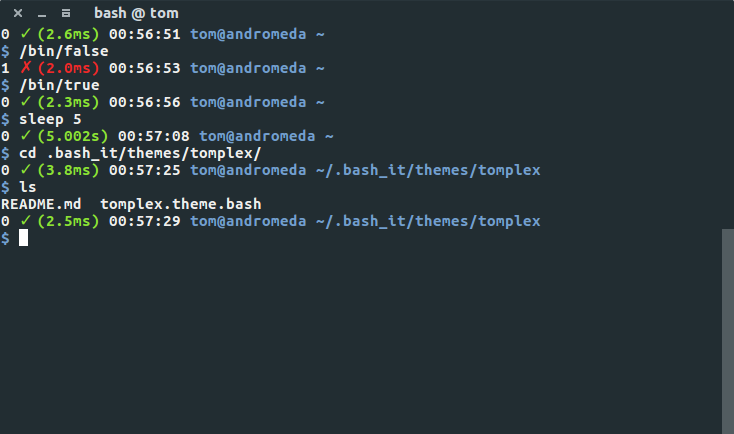 bash @ tom
0 ✓ (2.6ms) 00:56:51 tom@andromeda ~
$ /bin/false
1 ✗ (2.0ms) 00:56:53 tom@andromeda ~
$ /bin/true
0 ✓ (2.3ms) 00:56:56 tom@andromeda ~
$ sleep 5
0 ✓ (5.002s) 00:57:08 tom@andromeda ~
$ cd .bash_it/themes/tomplex/
0 ✓ (3.8ms) 00:57:25 tom@andromeda ~/.bash_it/themes/tomplex
$ ls
README.md  tomplex.theme.bash
0 ✓ (2.5ms) 00:57:29 tom@andromeda ~/.bash_it/themes/tomplex
$